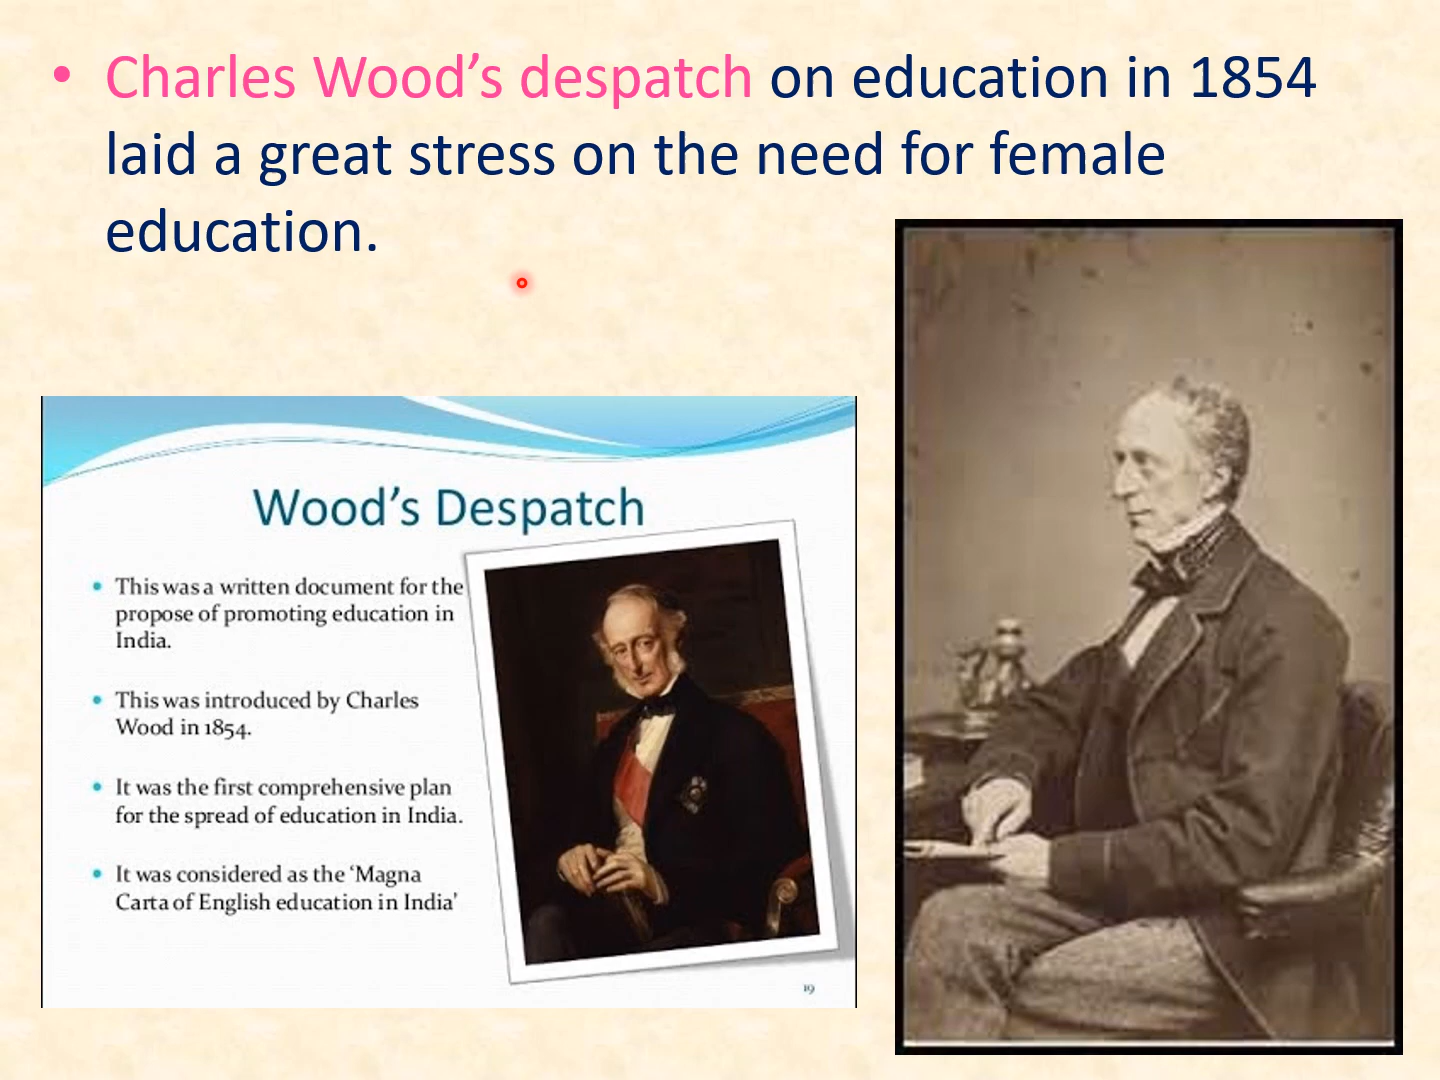 • Charles Wood’s despatch on education in 1854
laid a great stress on the need for female
education.
Wood’s Despatch
• This was a written document for the
propose of promoting education in
India.
• This was introduced by Charles
Wood in 1854.
• It was the first comprehensive plan
for the spread of education in India.
• It was considered as the ‘Magna
Carta of English education in India’
19